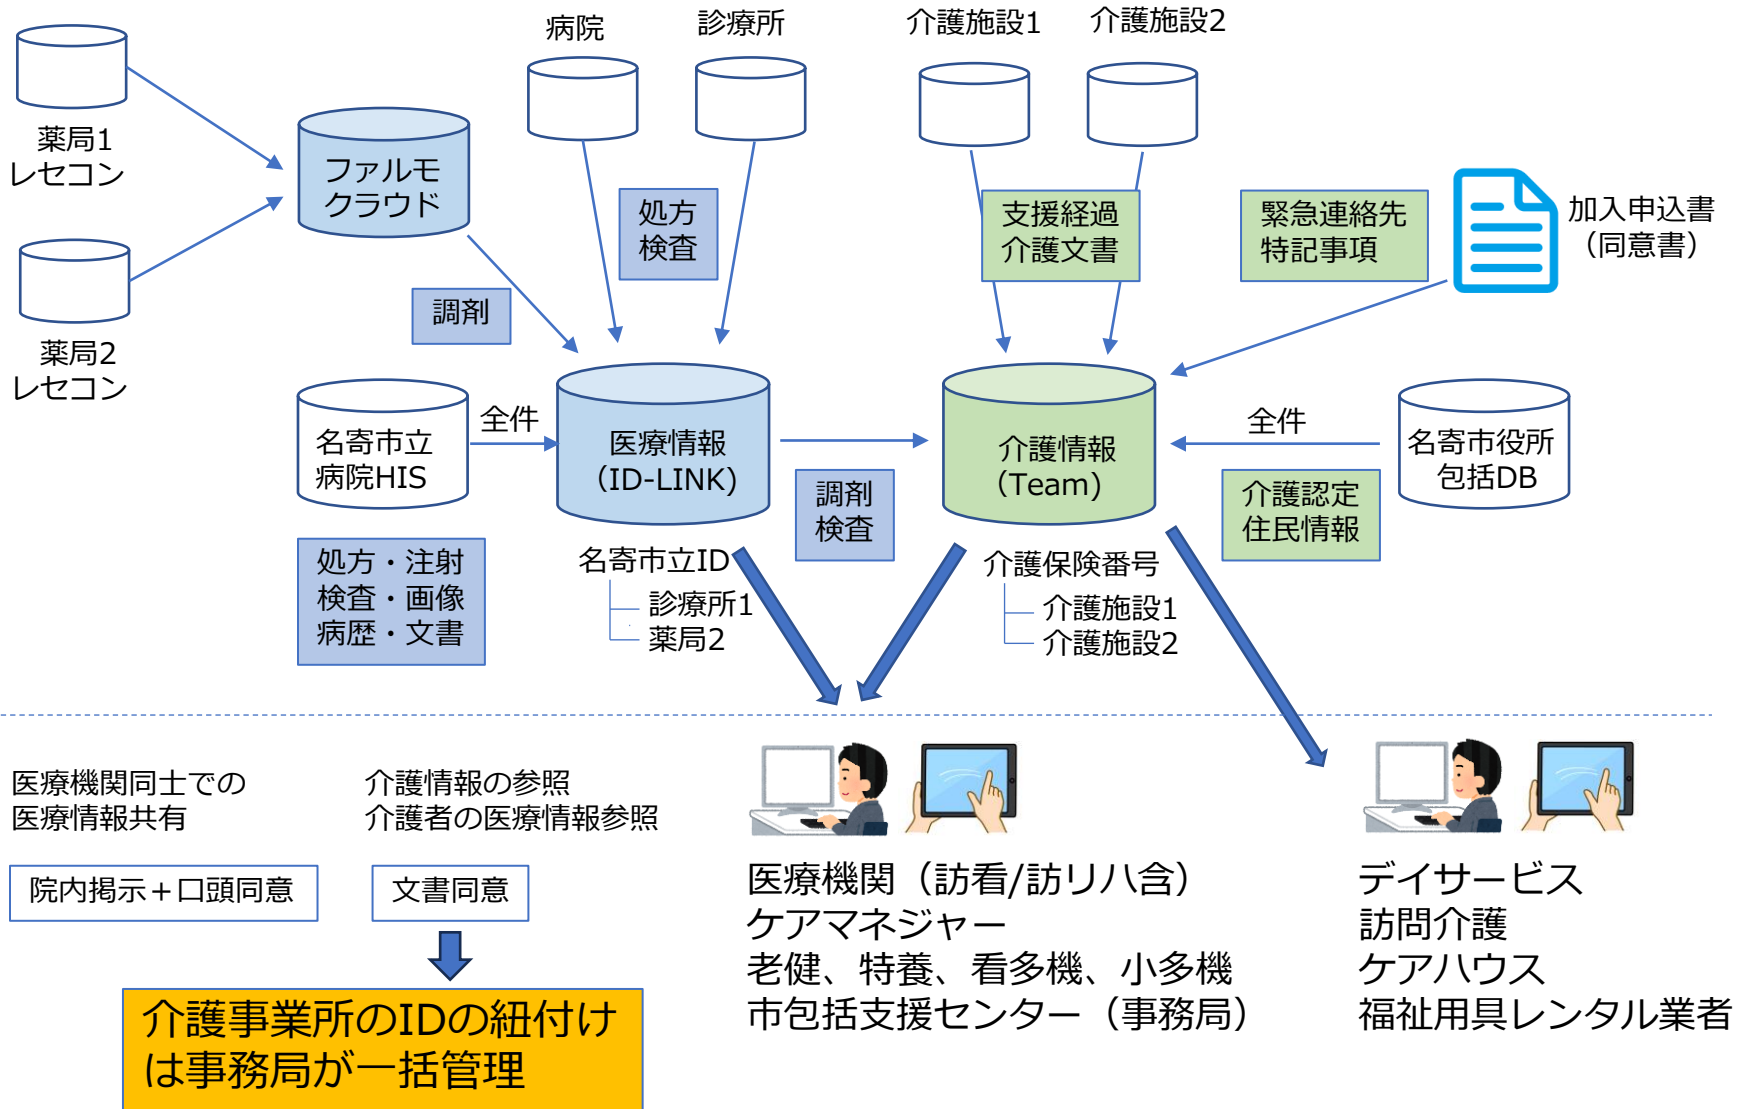 病院
診療所
介護施設1
介護施設2
薬局1
レセコン
ファルモ
クラウド
処方
検査
支援経過
介護文書
緊急連絡先
特記事項
加入申込書
（同意書）
調剤
薬局2
レセコン
名寄市立
病院HIS
全件
医療情報
（ID-LINK）
調剤
検査
介護情報
（Team）
全件
名寄市役所
包括DB
介護認定
住民情報
処方・注射
検査・画像
病歴・文書
名寄市立ID
診療所1
薬局2
介護保険番号
介護施設1
介護施設2
医療機関同士での
医療情報共有
介護情報の参照
介護者の医療情報参照
院内掲示＋口頭同意
文書同意
介護事業所のIDの紐付け
は事務局が一括管理
医療機関（訪看/訪リハ含）
ケアマネジャー
老健、特養、看多機、小多機
市包括支援センター（事務局）
デイサービス
訪問介護
ケアハウス
福祉用具レンタル業者